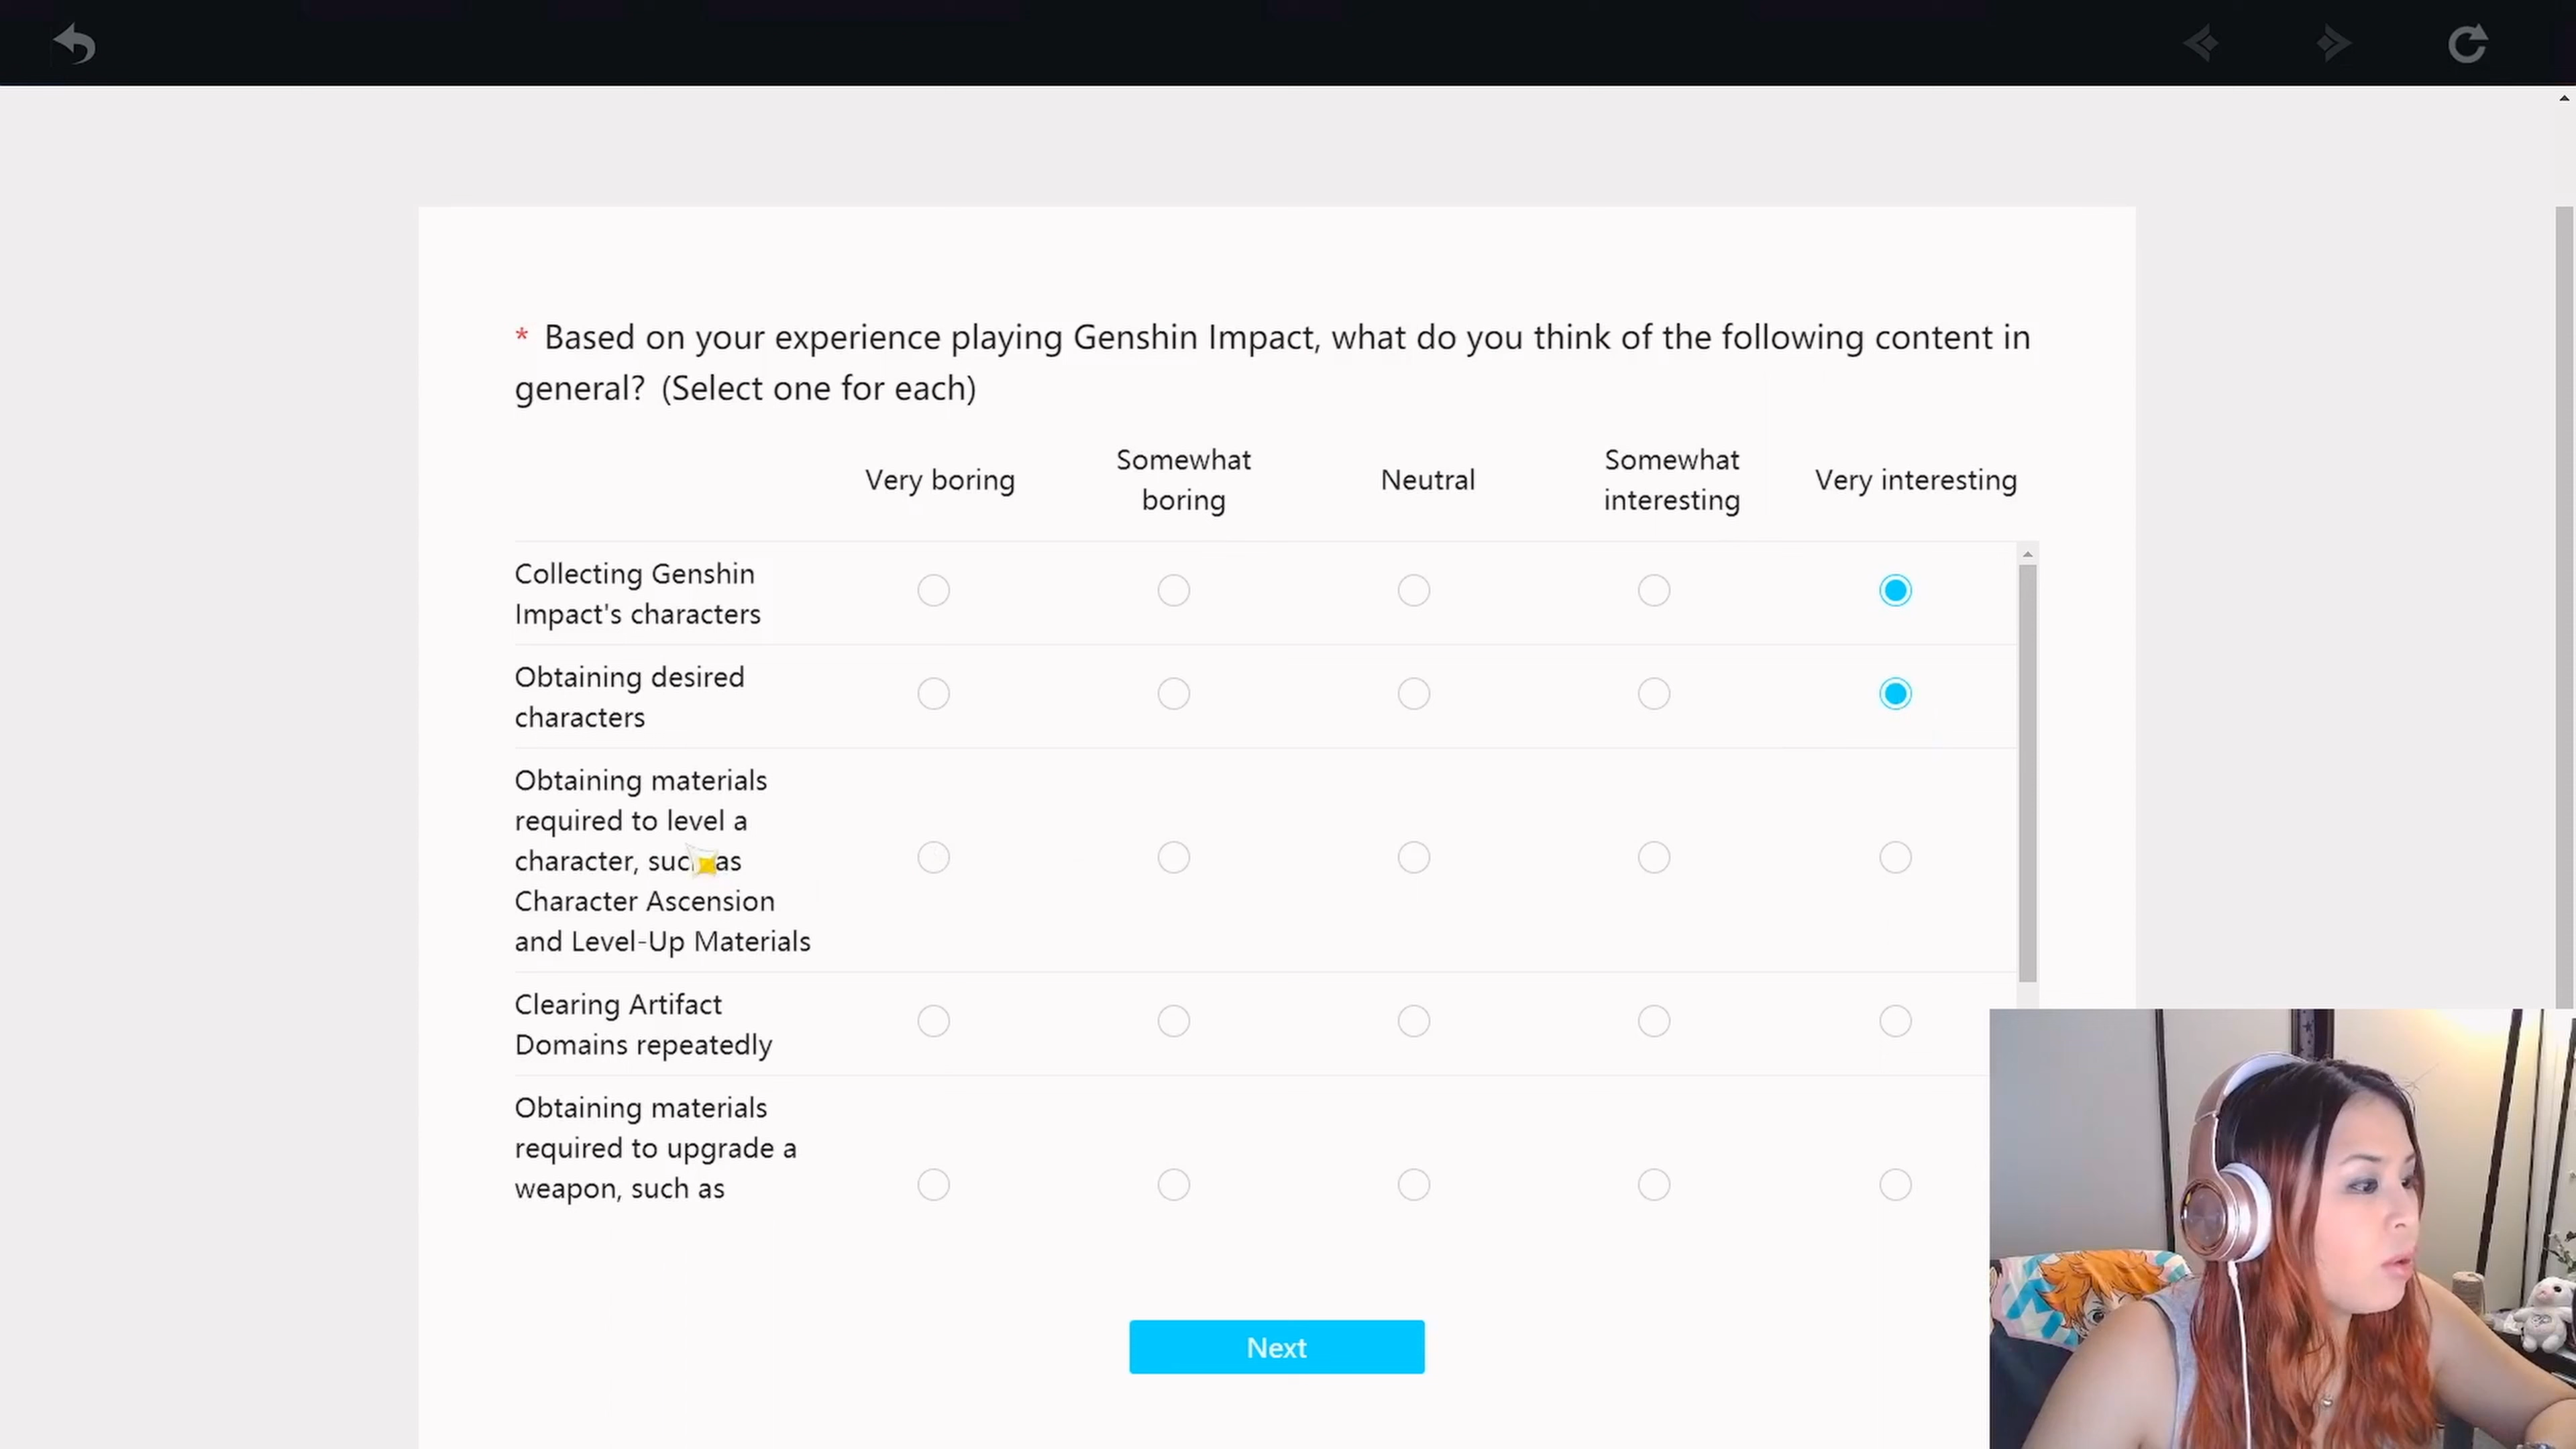 * Based on your experience playing Genshin Impact, what do you think of the following content in
general? (Select one for each)
Very boring
Somewhat
boring
Neutral
Somewhat
interesting
Very interesting
Collecting Genshin
Impact's characters
Obtaining desired
characters
Obtaining materials
required to level a
character, such as
Character Ascension
and Level-Up Materials
Clearing Artifact
Domains repeatedly
Obtaining materials
required to upgrade a
weapon, such as
Next